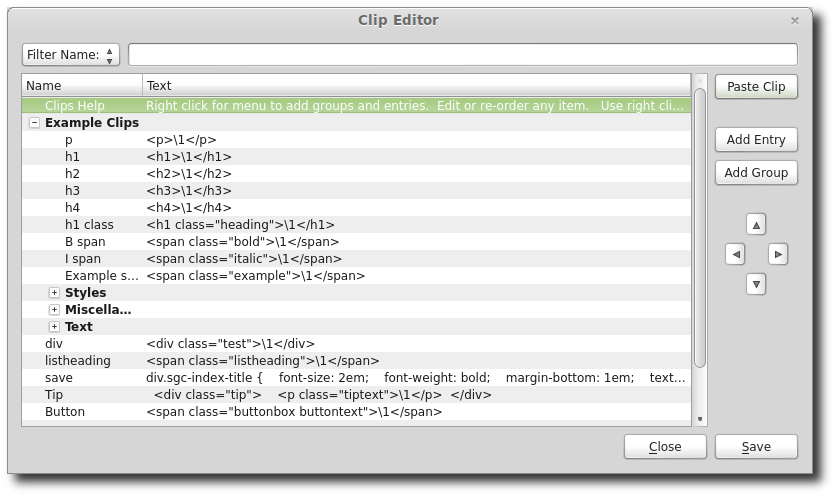 Clip Editor
Filter Name:
Name Text
Paste Clip
Clips Help Right click for menu to add groups and entries. Edit or re-order any item. Use right cli...
Example Clips
p <p>\1</p>
Add Entry
h1 <h1>\1</h1>
h2 <h2>\1</h2>
Add Group
h3 <h3>\1</h3>
h4 <h4>\1</h4>
h1 class <h1 class="heading">\1</h1>
B span <span class="bold">\1</span>
I span <span class="italic">\1</span>
Example s... <span class="example">\1</span>
Styles
Miscella...
Text
div <div class="test">\1</div>
listheading <span class="listheading">\1</span>
save div.sgc-index-title { font-size: 2em; font-weight: bold; margin-bottom: 1em; text...
Tip <div class="tip"> <p class="tiptext">\1</p> </div>
Button <span class="buttonbox buttontext">\1</span>
Close Save